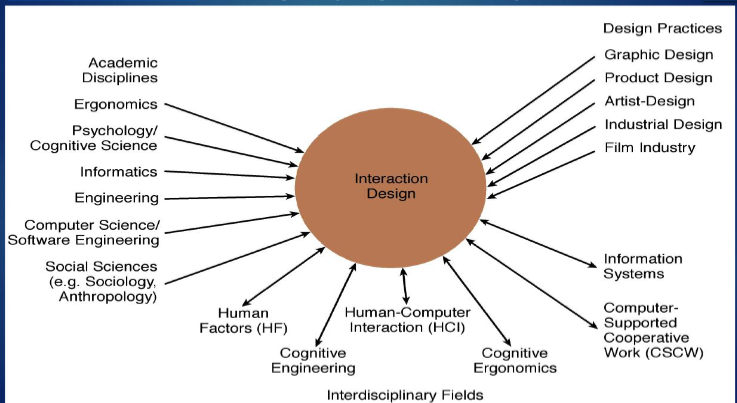 Academic
Disciplines
Ergonomics
Psychology/
Cognitive Science
Informatics
Engineering
Computer Science/
Software Engineering
Social Sciences
(e.g. Sociology,
Anthropology)
Interaction
Design
Design Practices
Graphic Design
Product Design
Artist-Design
Industrial Design
Film Industry
Information
Systems
Computer-
Supported
Cooperative
Work (CSCW)
Human
Factors (HF)
Cognitive
Engineering
Human-Computer
Interaction (HCI)
Cognitive
Ergonomics
Interdisciplinary Fields